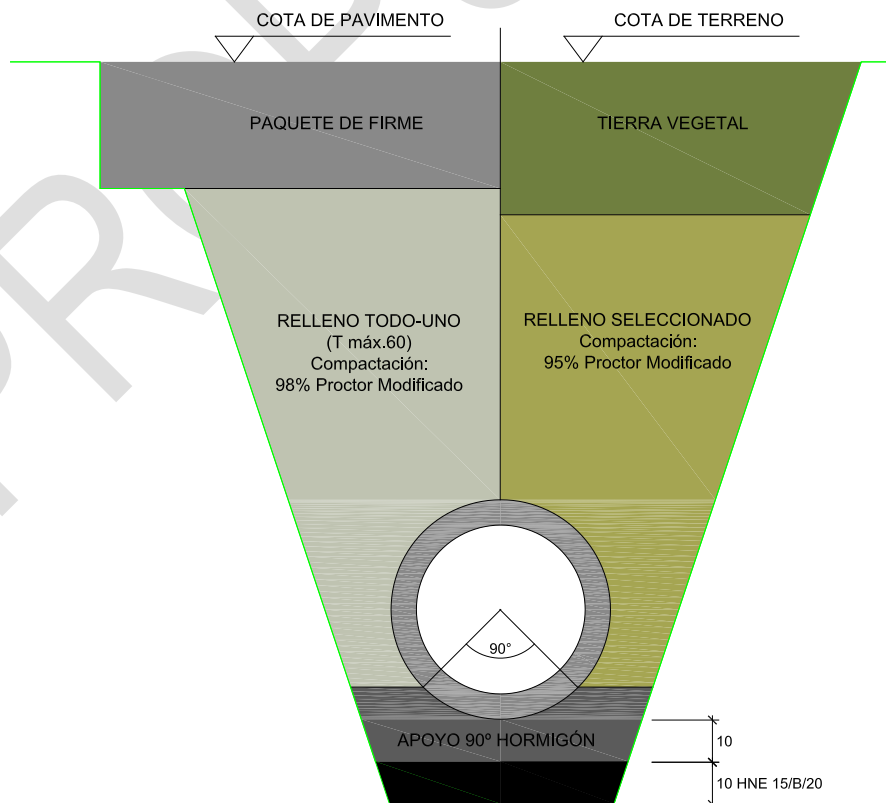 COTA DE PAVIMENTO
COTA DE TERRENO
PAQUETE DE FIRME
TIERRA VEGETAL
RELLENO TODO-UNO
(T máx.60)
Compactación:
98% Proctor Modificado
RELLENO SELECCIONADO
Compactación:
95% Proctor Modificado
90°
APOYO 90º HORMIGÓN
10
10 HNE 15/B/20